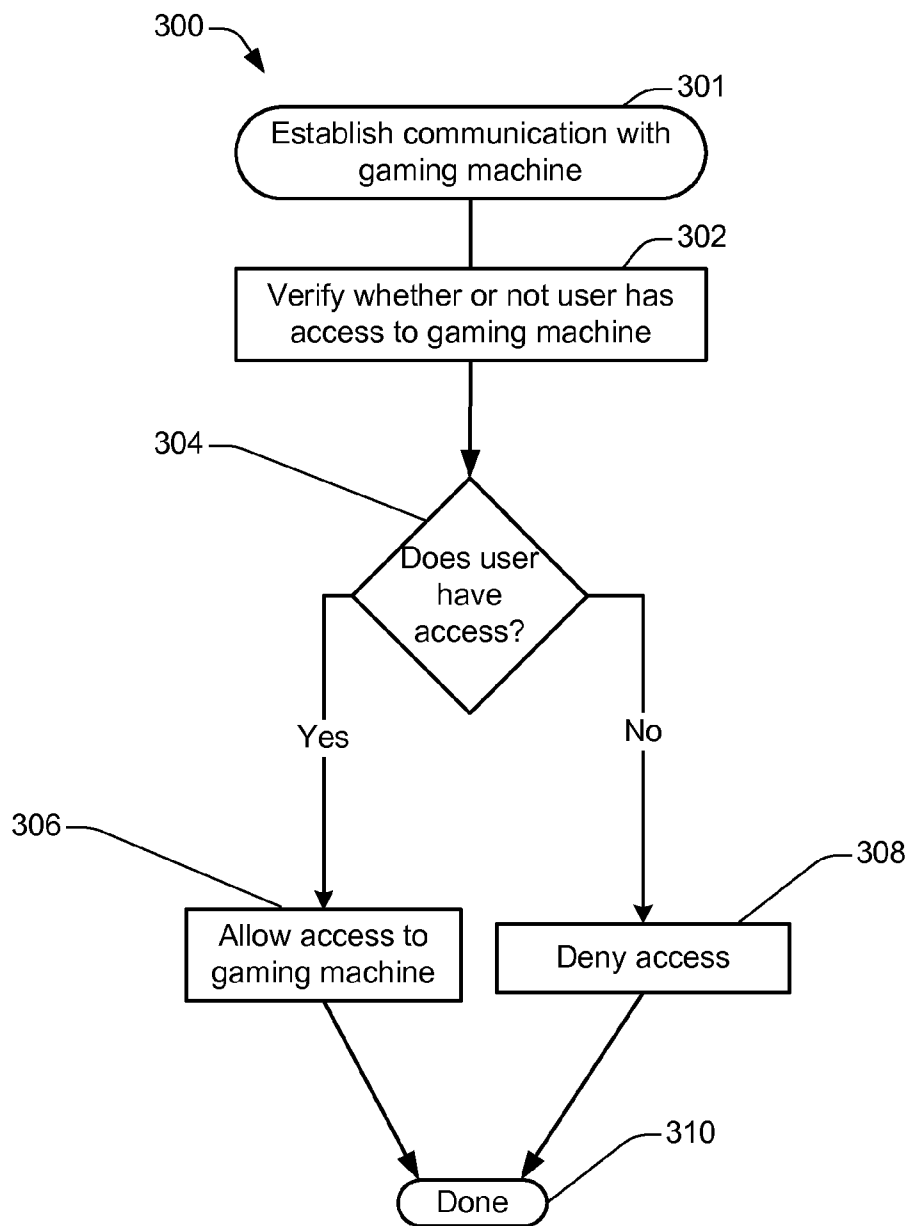 300
301
Establish communication with
gaming machine
302
Verify whether or not user has
access to gaming machine
304
Does user
have
access?
Yes
No
306
308
Allow access to
gaming machine
Deny access
310
Done